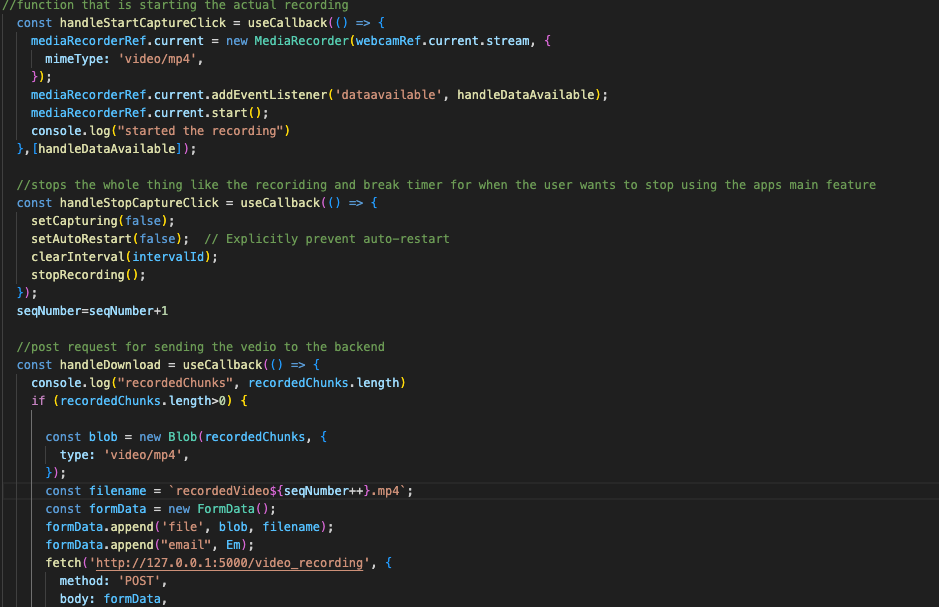 //function that is starting the actual recording
const handleStartCaptureClick = useCallback(() => {
mediaRecorderRef.current = new MediaRecorder(webcamRef.current.stream, {
mimeType: 'video/mp4',
});
mediaRecorderRef.current.addEventListener('dataavailable', handleDataAvailable);
mediaRecorderRef.current.start();
console.log("started the recording")
},[handleDataAvailable]);
//stops the whole thing like the recoriding and break timer for when the user wants to stop using the apps main feature
const handleStopCaptureClick = useCallback(() => {
setCapturing(false);
setAutoRestart(false);  // Explicitly prevent auto-restart
clearInterval(intervalId);
stopRecording();
});
seqNumber=seqNumber+1
//post request for sending the vedio to the backend
const handleDownload = useCallback(() => {
console.log("recordedChunks", recordedChunks.length)
if (recordedChunks.length>0) {
const blob = new Blob(recordedChunks, {
type: 'video/mp4',
});
const filename = `recordedVideo${seqNumber++}.mp4`;
const formData = new FormData();
formData.append('file', blob, filename);
formData.append("email", Em);
fetch('http://127.0.0.1:5000/video_recording', {
method: 'POST',
body: formData,